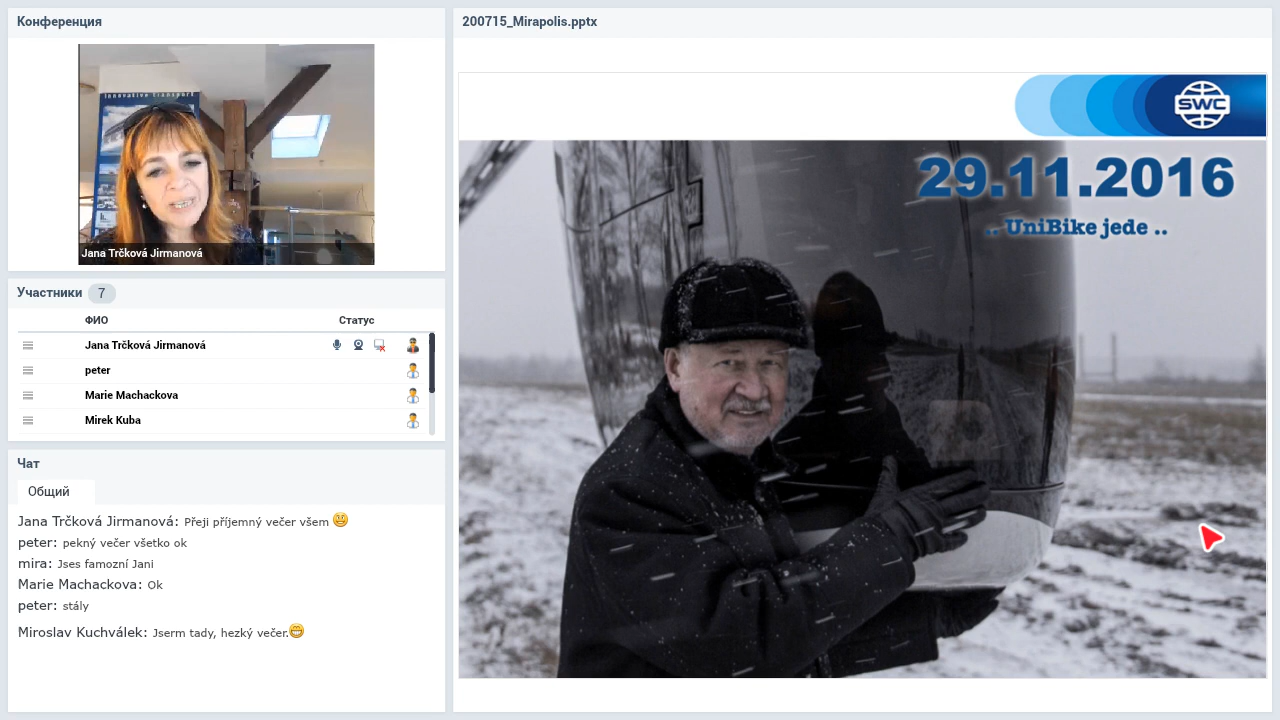 Конференция
Innovative Transport
Jana Trčková Jirmanová
Участники 7
ФИО Статус
Jana Trčková Jirmanová
peter
Marie Machackova
Mirek Kuba
Чат
Общий
Jana Trčková Jirmanová: Přeji příjemný večer všem
peter: pekný večer všetko ok
mira: Jses famozní Jani
Marie Machackova: Ok
peter: stály
Miroslav Kuchválek: Jserm tady, hezký večer.
200715_Mirapolis.pptx
SWC
29.11.2016
.. UniBike jede ..